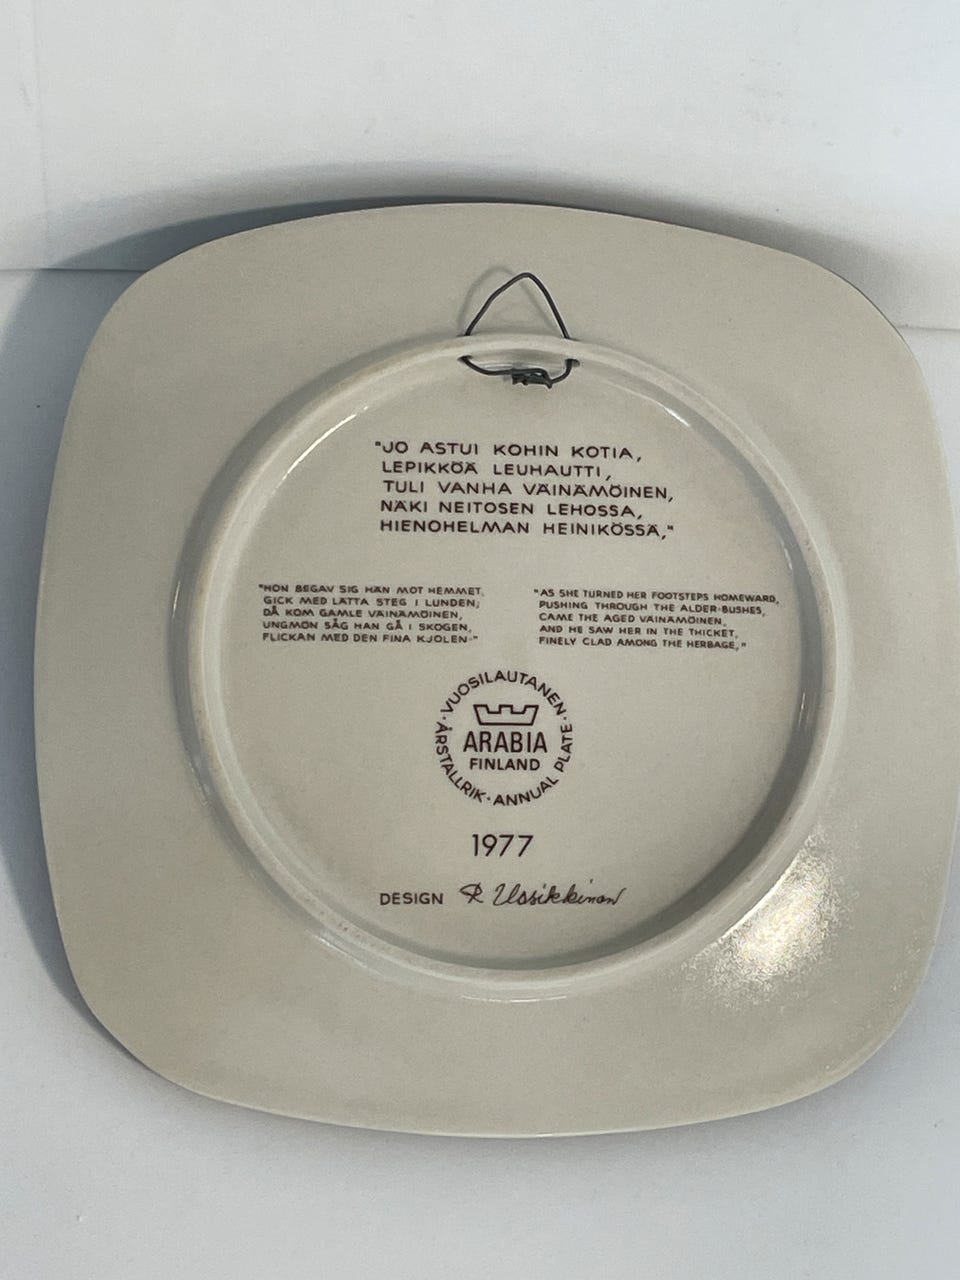 "JO ASTUI KOHIN KOTIA,
LEPIKKÖÄ LEUHAUTTI,
TULI VANHA VÄINÄMÖINEN,
NÄKI NEITOSEN LEHOSSA,
HIENOHELMAN HEINIKÖSSÄ,"
"HON BEGAV SIG HÄN MOT HEMMET,
GICK MED LÄTTA STEG I LUNDEN;
DÅ KOM GAMLE VÄINÄMÖINEN,
UNGMÖN SÅG HAN GÅ I SKOGEN,
FLICKAN MED DEN FINA KJOLEN-"
"AS SHE TURNED HER FOOTSTEPS HOMEWARD,
PUSHING THROUGH THE ALDER-BUSHES,
CAME THE AGED VÄINÄMÖINEN,
AND HE SAW HER IN THE THICKET,
FINELY CLAD AMONG THE HERBAGE,"
·VUOSILAUTANEN·
ARABIA
FINLAND
ÅRSTALLRIK·ANNUAL PLATE
1977
DESIGN R Uosikkinen